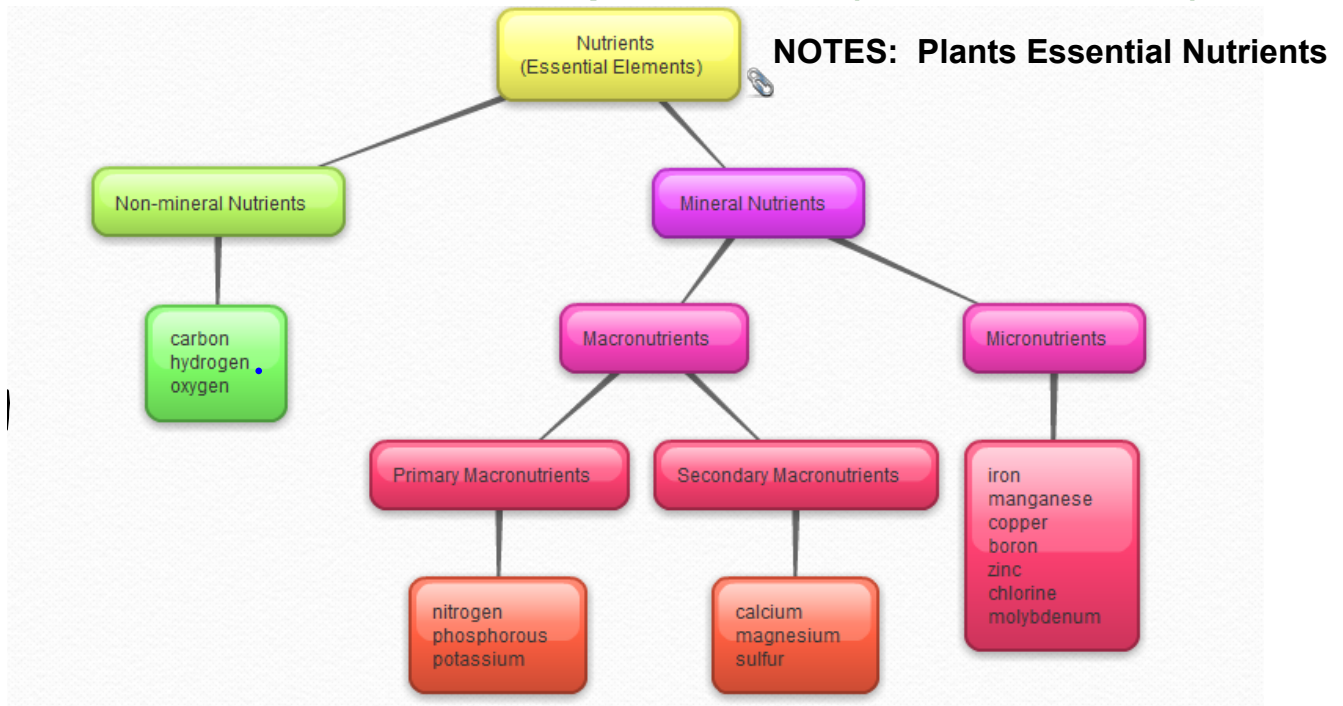 NOTES: Plants Essential Nutrients
Nutrients
(Essential Elements)
Non-mineral Nutrients
Mineral Nutrients
carbon
hydrogen
oxygen
Macronutrients
Micronutrients
Primary Macronutrients
Secondary Macronutrients
iron
manganese
copper
boron
zinc
chlorine
molybdenum
nitrogen
phosphorous
potassium
calcium
magnesium
sulfur